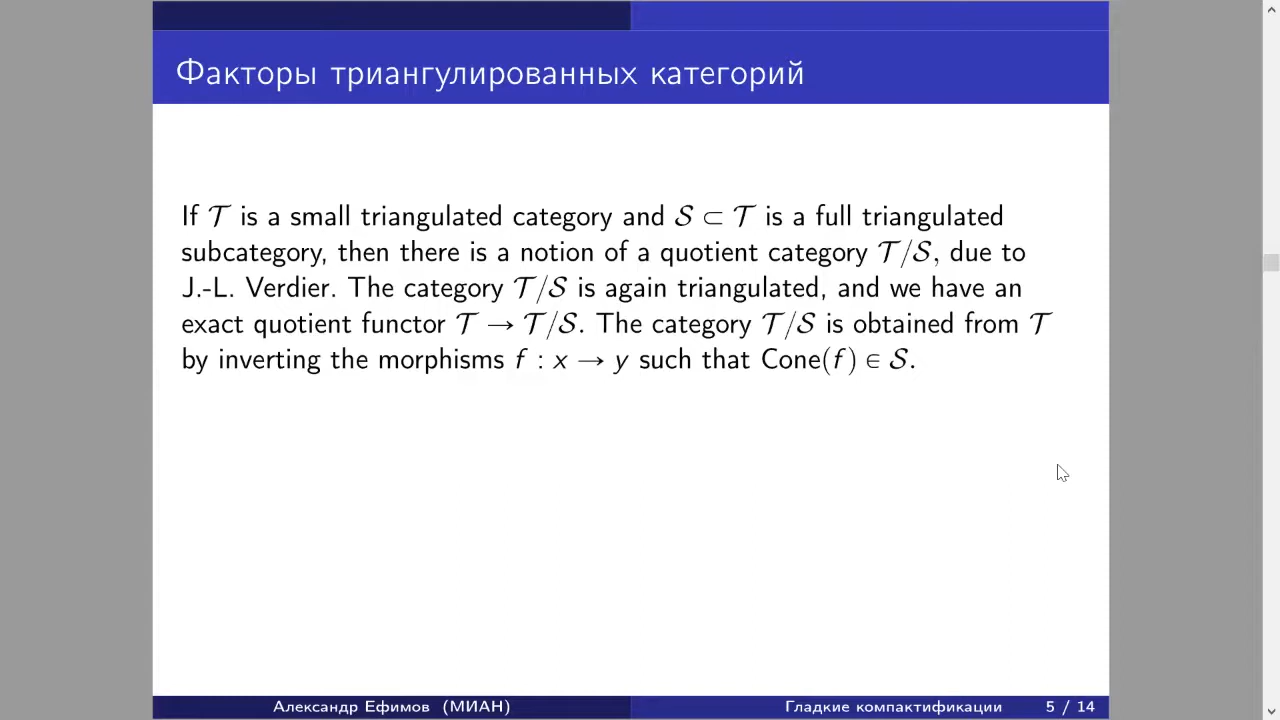 Факторы триангулированных категорий
If 𝒯 is a small triangulated category and 𝒮 ⊂ 𝒯 is a full triangulated
subcategory, then there is a notion of a quotient category 𝒯/𝒮, due to
J.-L. Verdier. The category 𝒯/𝒮 is again triangulated, and we have an
exact quotient functor 𝒯 → 𝒯/𝒮. The category 𝒯/𝒮 is obtained from 𝒯
by inverting the morphisms f : x → y such that Cone(f) ∈ 𝒮.
Александр Ефимов (МИАН) Гладкие компактификации 5 / 14